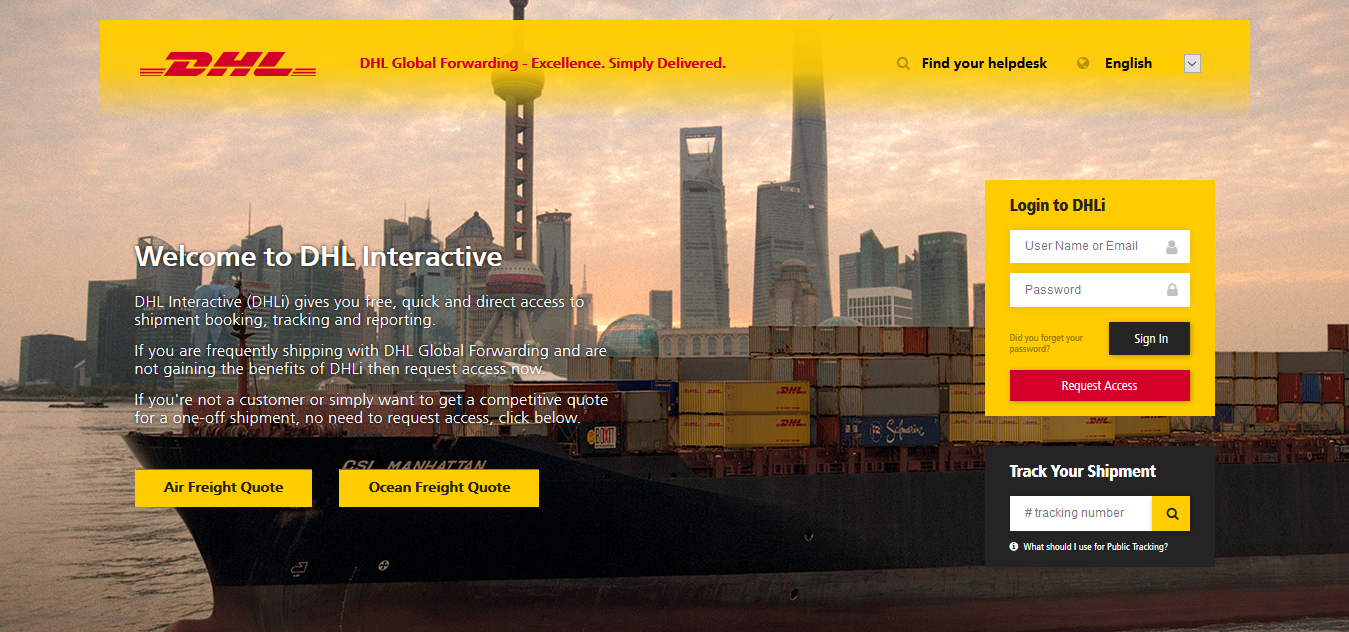 DHL
DHL Global Forwarding - Excellence. Simply Delivered.
Find your helpdesk
English
Welcome to DHL Interactive
DHL Interactive (DHLi) gives you free, quick and direct access to
shipment booking, tracking and reporting.
If you are frequently shipping with DHL Global Forwarding and are
not gaining the benefits of DHLi then request access now.
If you're not a customer or simply want to get a competitive quote
for a one-off shipment, no need to request access, click below.
Air Freight Quote
Ocean Freight Quote
Login to DHLi
User Name or Email
Password
Did you forget your
password?
Sign In
Request Access
Track Your Shipment
# tracking number
What should I use for Public Tracking?
CSL MANHATTAN
BOXIT
Safmarine
DHL
DHL
DHL